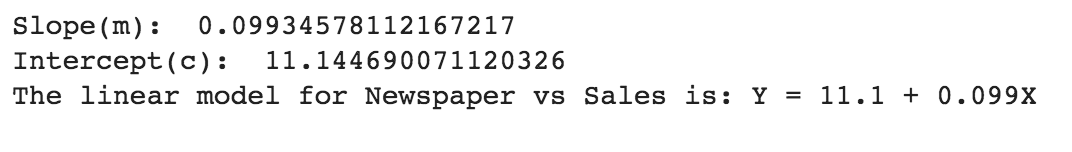 Slope(m):  0.09934578112167217
Intercept(c):  11.144690071120326
The linear model for Newspaper vs Sales is: Y = 11.1 + 0.099X